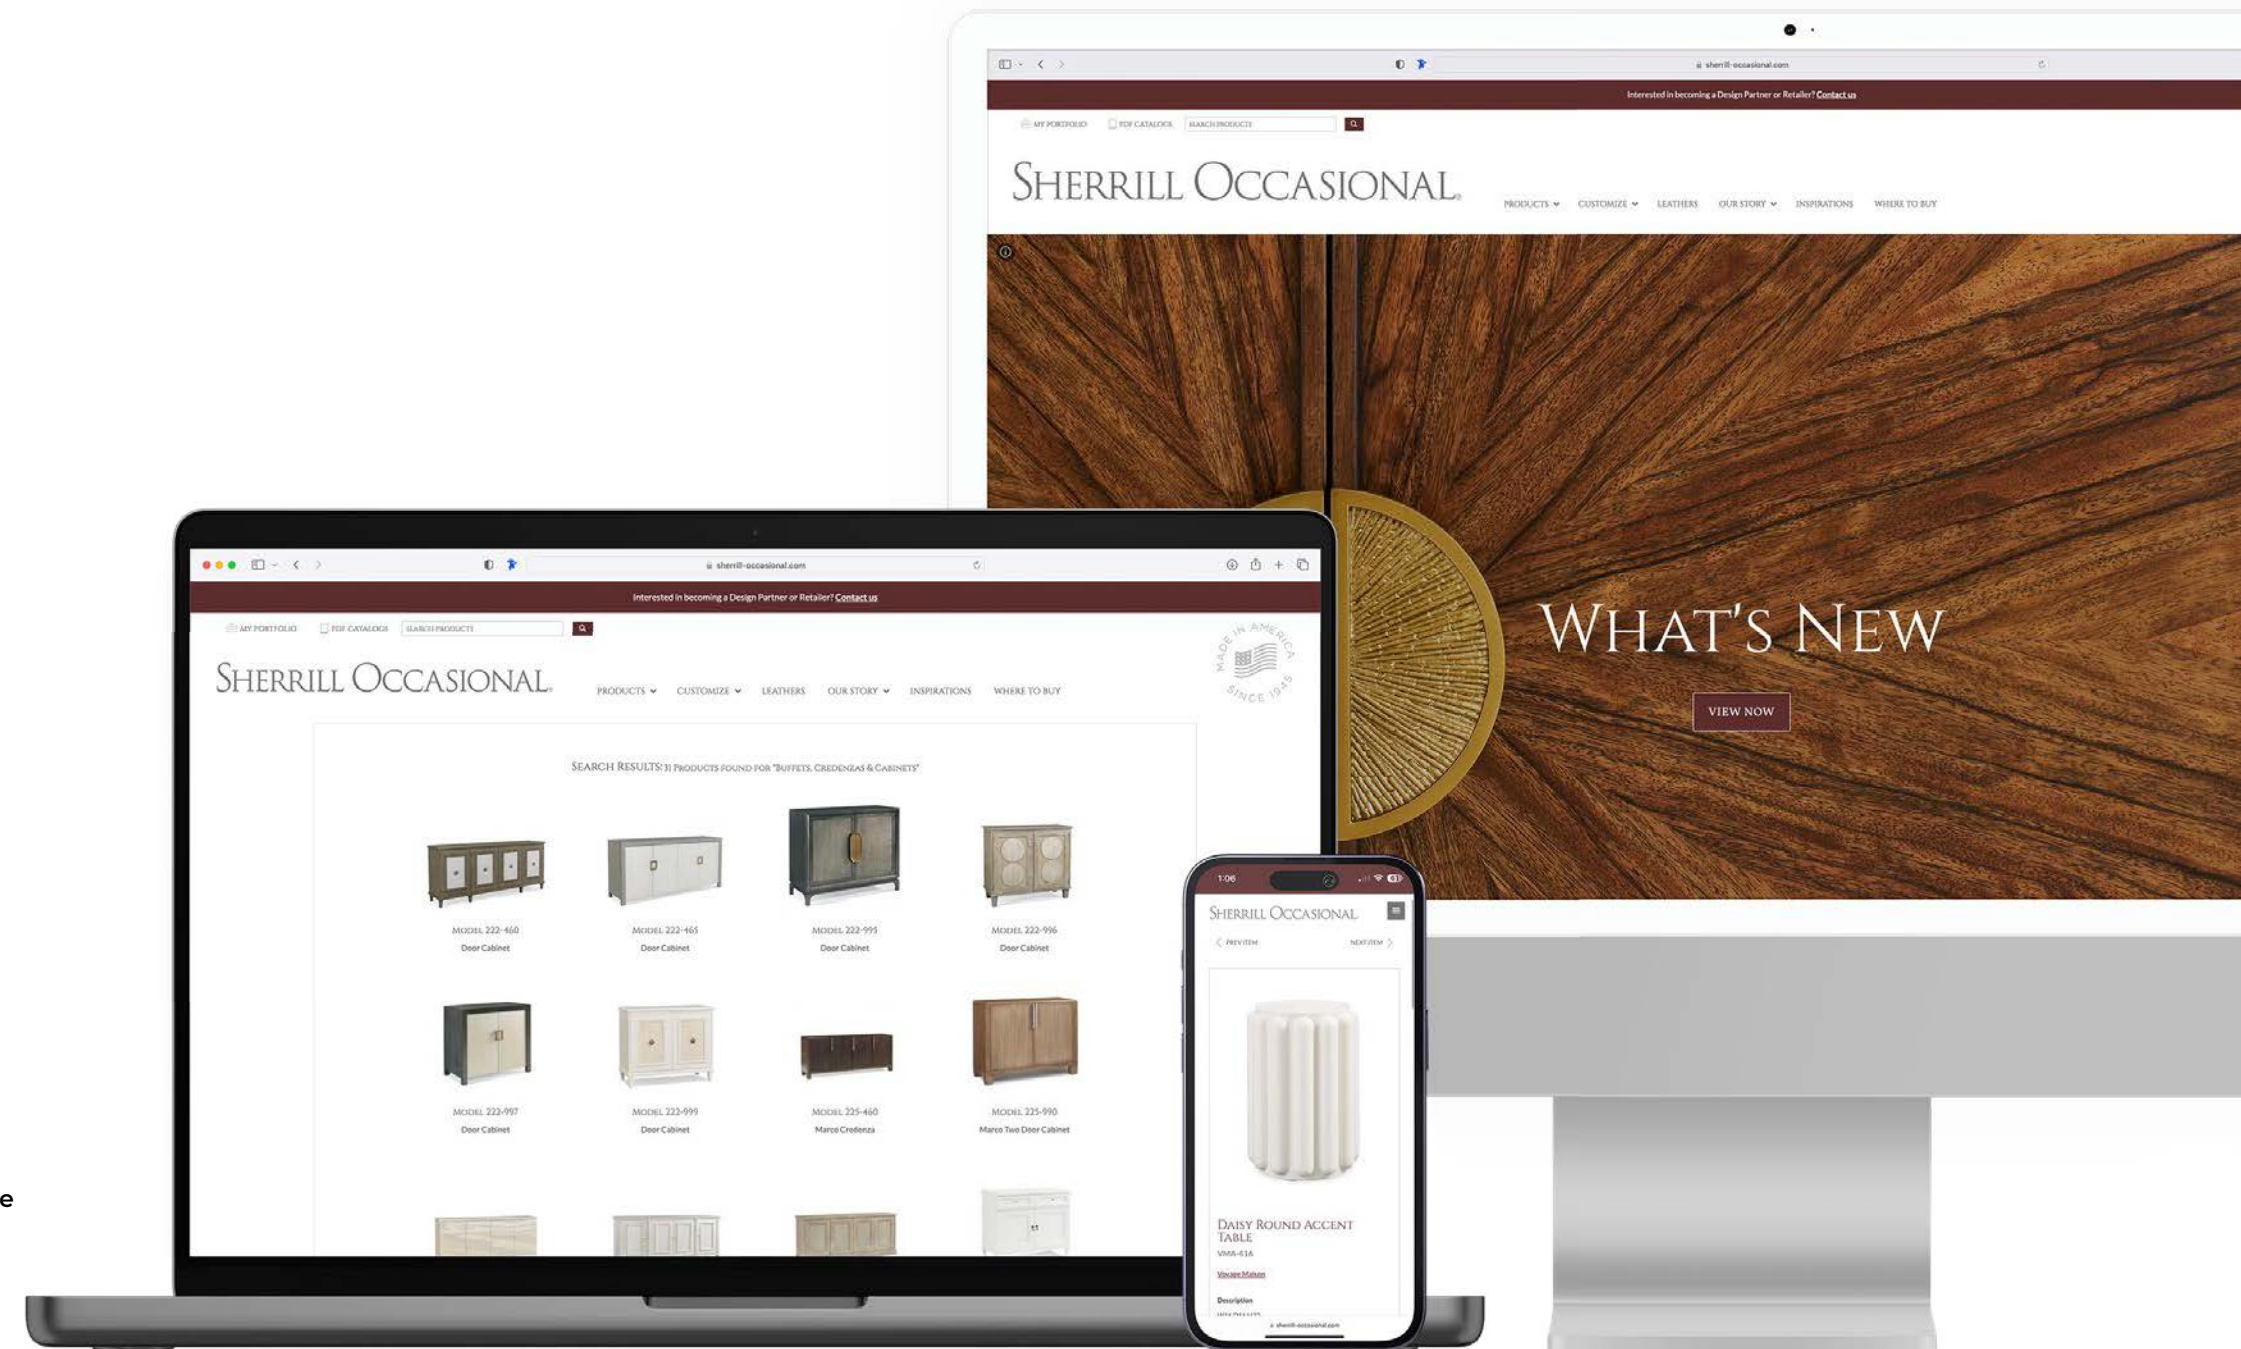 sherrill-occasional.com
Interested in becoming a Design Partner or Retailer? Contact us
MY PORTFOLIO PDF CATALOGS SEARCH PRODUCTS
SHERRILL OCCASIONAL®
PRODUCTS CUSTOMIZE LEATHERS OUR STORY INSPIRATIONS WHERE TO BUY
WHAT'S NEW
VIEW NOW
sherrill-occasional.com
Interested in becoming a Design Partner or Retailer? Contact us
MY PORTFOLIO PDF CATALOGS SEARCH PRODUCTS
MADE IN AMERICA
SINCE 1945
SHERRILL OCCASIONAL®
PRODUCTS CUSTOMIZE LEATHERS OUR STORY INSPIRATIONS WHERE TO BUY
SEARCH RESULTS: 31 PRODUCTS FOUND FOR "BUFFETS, CREDENZAS & CABINETS"
MODEL 222-460 MODEL 222-465 MODEL 222-995 MODEL 222-996
Door Cabinet Door Cabinet Door Cabinet Door Cabinet
MODEL 222-997 MODEL 222-999 MODEL 225-460 MODEL 225-990
Door Cabinet Door Cabinet Marco Credenza Marco Two Door Cabinet
e
1:06 61
SHERRILL OCCASIONAL
PREV ITEM NEXT ITEM
DAISY ROUND ACCENT
TABLE
VMA-61A
Voyage Maison
Description
sherrill-occasional.com